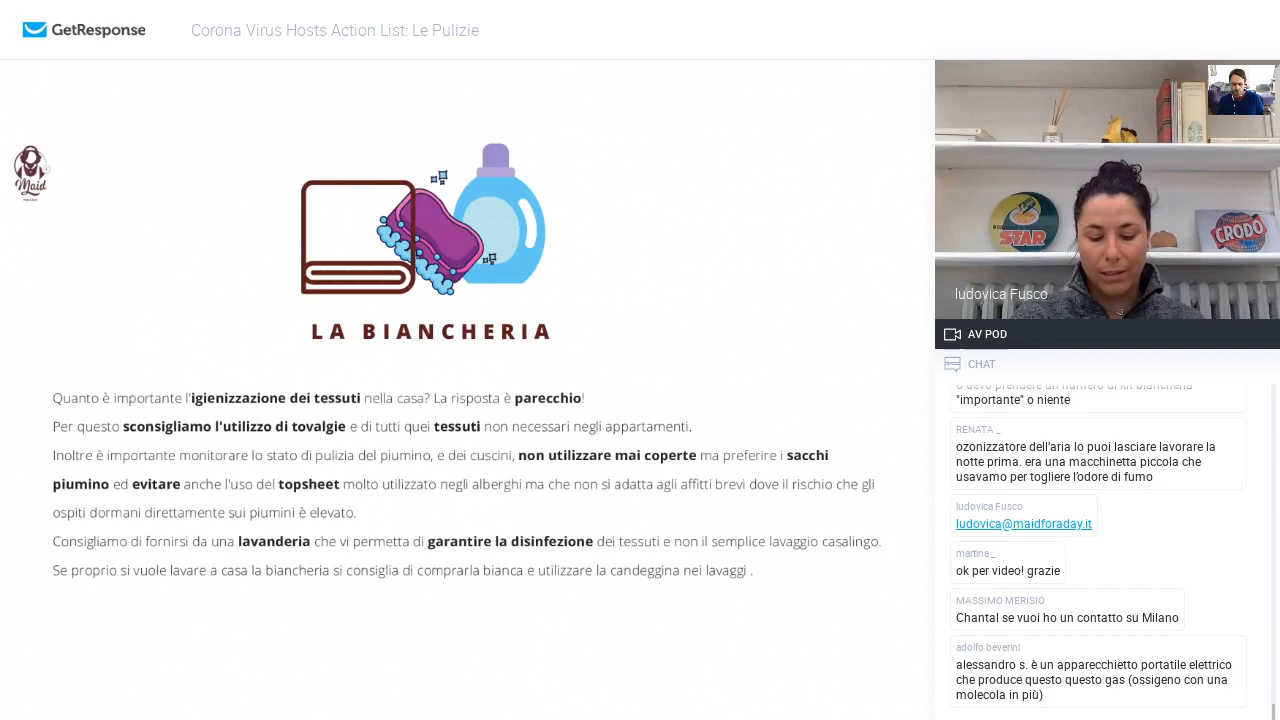 GetResponse
Corona Virus Hosts Action List: Le Pulizie
Maid
LA BIANCHERIA
Quanto è importante l'igienizzazione dei tessuti nella casa? La risposta è parecchio!
Per questo sconsigliamo l'utilizzo di tovaglie e di tutti quei tessuti non necessari negli appartamenti.
Inoltre è importante monitorare lo stato di pulizia del piumino, e dei cuscini, non utilizzare mai coperte ma preferire i sacchi
piumino ed evitare anche l'uso del topsheet molto utilizzato negli alberghi ma che non si adatta agli affitti brevi dove il rischio che gli
ospiti dormani direttamente sui piumini è elevato.
Consigliamo di fornirsi da una lavanderia che vi permetta di garantire la disinfezione dei tessuti e non il semplice lavaggio casalingo.
Se proprio si vuole lavare a casa la biancheria si consiglia di comprarla bianca e utilizzare la candeggina nei lavaggi .
STAR
CRODO
ludovica Fusco
AV POD
CHAT
o devo prendere un numero di kit biancheria
"importante" o niente
RENATA _
ozonizzatore dell'aria lo puoi lasciare lavorare la
notte prima. era una macchinetta piccola che
usavamo per togliere l'odore di fumo
ludovica Fusco
ludovica@maidforaday.it
martina _
ok per video! grazie
MASSIMO MERISIO
Chantal se vuoi ho un contatto su Milano
adolfo beverini
alessandro s. è un apparecchietto portatile elettrico
che produce questo questo gas (ossigeno con una
molecola in più)